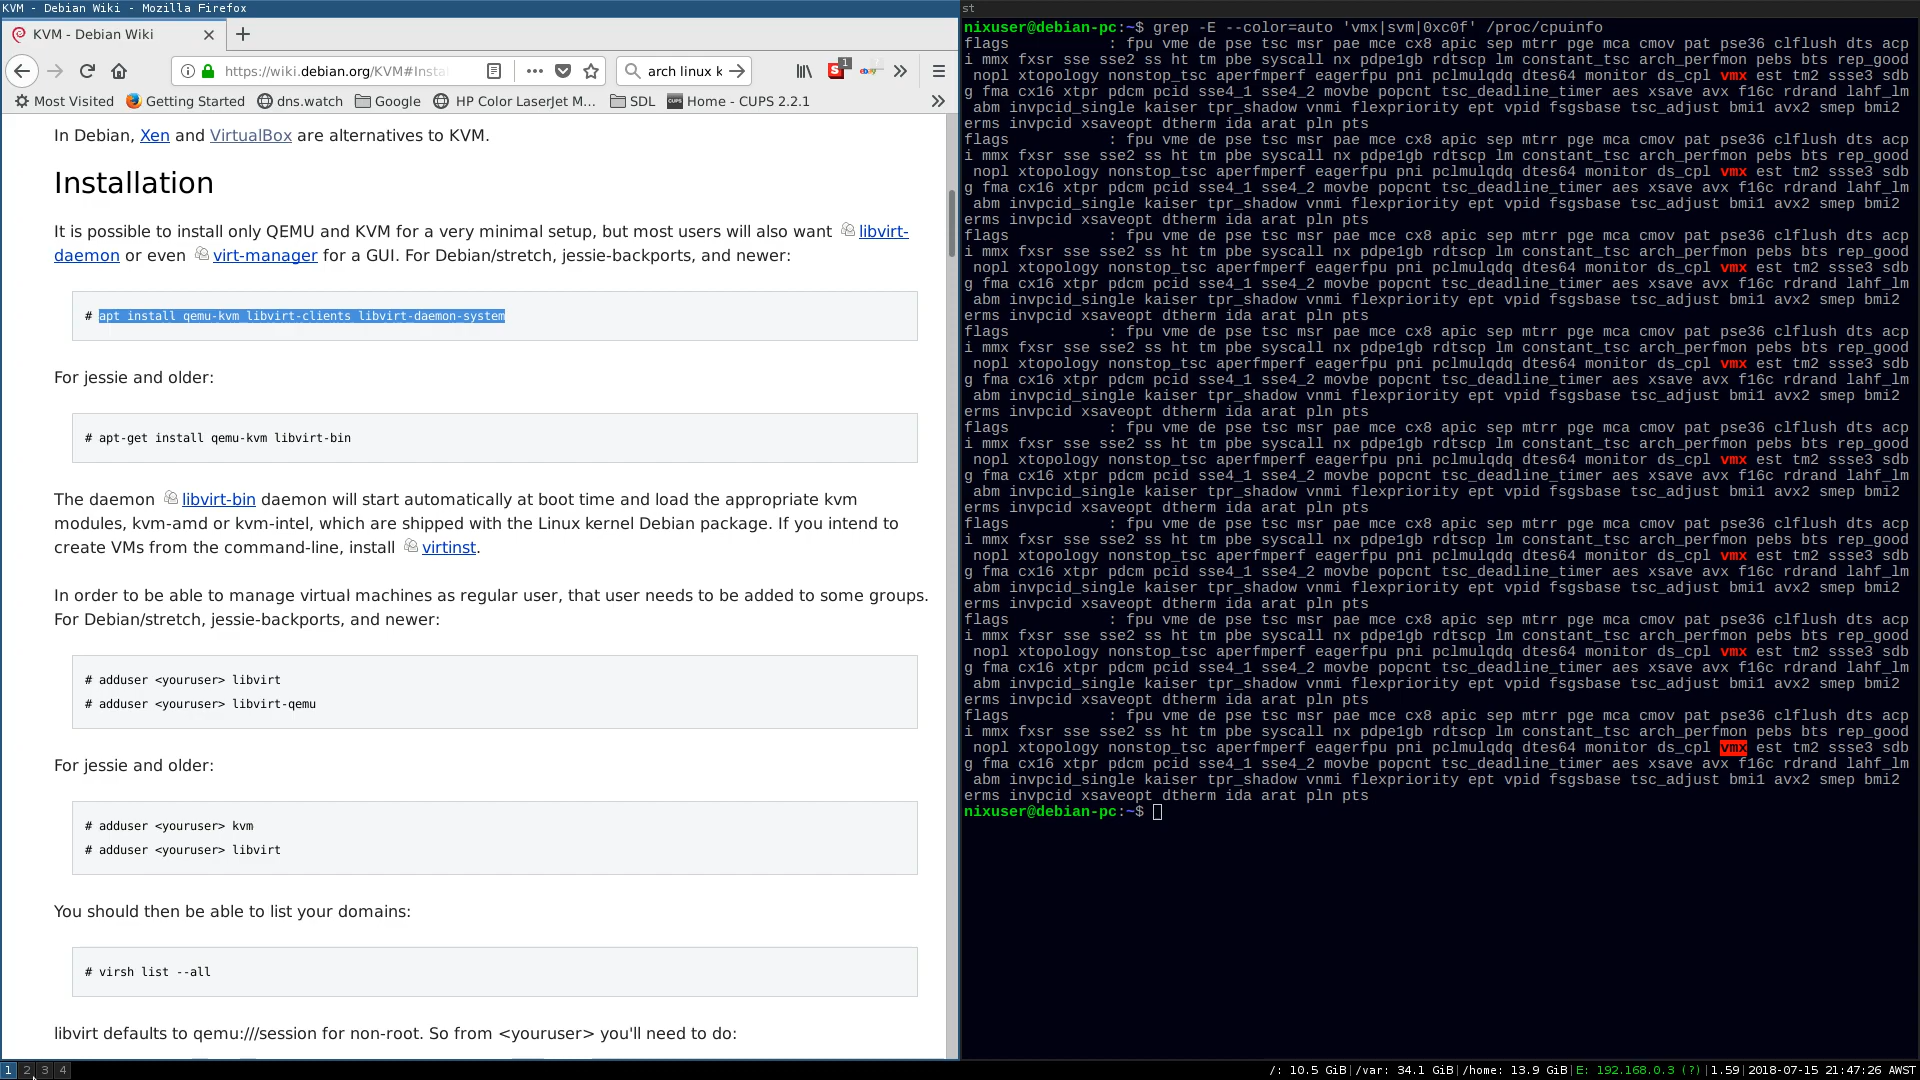 KVM - Debian Wiki - Mozilla Firefox
KVM - Debian Wiki
https://wiki.debian.org/KVM#Insta
arch linux k
1
Most Visited
Getting Started
dns.watch
Google
HP Color LaserJet M...
SDL
Home - CUPS 2.2.1
In Debian, Xen and VirtualBox are alternatives to KVM.
Installation
It is possible to install only QEMU and KVM for a very minimal setup, but most users will also want libvirt-
daemon or even virt-manager for a GUI. For Debian/stretch, jessie-backports, and newer:
# apt install qemu-kvm libvirt-clients libvirt-daemon-system
For jessie and older:
# apt-get install qemu-kvm libvirt-bin
The daemon libvirt-bin daemon will start automatically at boot time and load the appropriate kvm
modules, kvm-amd or kvm-intel, which are shipped with the Linux kernel Debian package. If you intend to
create VMs from the command-line, install virtinst.
In order to be able to manage virtual machines as regular user, that user needs to be added to some groups.
For Debian/stretch, jessie-backports, and newer:
# adduser <youruser> libvirt
# adduser <youruser> libvirt-qemu
For jessie and older:
# adduser <youruser> kvm
# adduser <youruser> libvirt
You should then be able to list your domains:
# virsh list --all
libvirt defaults to qemu:///session for non-root. So from <youruser> you'll need to do:
st
nixuser@debian-pc:~$ grep -E --color=auto 'vmx|svm|0xc0f' /proc/cpuinfo
flags           : fpu vme de pse tsc msr pae mce cx8 apic sep mtrr pge mca cmov pat pse36 clflush dts acp
i mmx fxsr sse sse2 ss ht tm pbe syscall nx pdpe1gb rdtscp lm constant_tsc arch_perfmon pebs bts rep_good
 nopl xtopology nonstop_tsc aperfmperf eagerfpu pni pclmulqdq dtes64 monitor ds_cpl vmx est tm2 ssse3 sdb
g fma cx16 xtpr pdcm pcid sse4_1 sse4_2 movbe popcnt tsc_deadline_timer aes xsave avx f16c rdrand lahf_lm
 abm invpcid_single kaiser tpr_shadow vnmi flexpriority ept vpid fsgsbase tsc_adjust bmi1 avx2 smep bmi2
erms invpcid xsaveopt dtherm ida arat pln pts
flags           : fpu vme de pse tsc msr pae mce cx8 apic sep mtrr pge mca cmov pat pse36 clflush dts acp
i mmx fxsr sse sse2 ss ht tm pbe syscall nx pdpe1gb rdtscp lm constant_tsc arch_perfmon pebs bts rep_good
 nopl xtopology nonstop_tsc aperfmperf eagerfpu pni pclmulqdq dtes64 monitor ds_cpl vmx est tm2 ssse3 sdb
g fma cx16 xtpr pdcm pcid sse4_1 sse4_2 movbe popcnt tsc_deadline_timer aes xsave avx f16c rdrand lahf_lm
 abm invpcid_single kaiser tpr_shadow vnmi flexpriority ept vpid fsgsbase tsc_adjust bmi1 avx2 smep bmi2
erms invpcid xsaveopt dtherm ida arat pln pts
flags           : fpu vme de pse tsc msr pae mce cx8 apic sep mtrr pge mca cmov pat pse36 clflush dts acp
i mmx fxsr sse sse2 ss ht tm pbe syscall nx pdpe1gb rdtscp lm constant_tsc arch_perfmon pebs bts rep_good
 nopl xtopology nonstop_tsc aperfmperf eagerfpu pni pclmulqdq dtes64 monitor ds_cpl vmx est tm2 ssse3 sdb
g fma cx16 xtpr pdcm pcid sse4_1 sse4_2 movbe popcnt tsc_deadline_timer aes xsave avx f16c rdrand lahf_lm
 abm invpcid_single kaiser tpr_shadow vnmi flexpriority ept vpid fsgsbase tsc_adjust bmi1 avx2 smep bmi2
erms invpcid xsaveopt dtherm ida arat pln pts
flags           : fpu vme de pse tsc msr pae mce cx8 apic sep mtrr pge mca cmov pat pse36 clflush dts acp
i mmx fxsr sse sse2 ss ht tm pbe syscall nx pdpe1gb rdtscp lm constant_tsc arch_perfmon pebs bts rep_good
 nopl xtopology nonstop_tsc aperfmperf eagerfpu pni pclmulqdq dtes64 monitor ds_cpl vmx est tm2 ssse3 sdb
g fma cx16 xtpr pdcm pcid sse4_1 sse4_2 movbe popcnt tsc_deadline_timer aes xsave avx f16c rdrand lahf_lm
 abm invpcid_single kaiser tpr_shadow vnmi flexpriority ept vpid fsgsbase tsc_adjust bmi1 avx2 smep bmi2
erms invpcid xsaveopt dtherm ida arat pln pts
flags           : fpu vme de pse tsc msr pae mce cx8 apic sep mtrr pge mca cmov pat pse36 clflush dts acp
i mmx fxsr sse sse2 ss ht tm pbe syscall nx pdpe1gb rdtscp lm constant_tsc arch_perfmon pebs bts rep_good
 nopl xtopology nonstop_tsc aperfmperf eagerfpu pni pclmulqdq dtes64 monitor ds_cpl vmx est tm2 ssse3 sdb
g fma cx16 xtpr pdcm pcid sse4_1 sse4_2 movbe popcnt tsc_deadline_timer aes xsave avx f16c rdrand lahf_lm
 abm invpcid_single kaiser tpr_shadow vnmi flexpriority ept vpid fsgsbase tsc_adjust bmi1 avx2 smep bmi2
erms invpcid xsaveopt dtherm ida arat pln pts
flags           : fpu vme de pse tsc msr pae mce cx8 apic sep mtrr pge mca cmov pat pse36 clflush dts acp
i mmx fxsr sse sse2 ss ht tm pbe syscall nx pdpe1gb rdtscp lm constant_tsc arch_perfmon pebs bts rep_good
 nopl xtopology nonstop_tsc aperfmperf eagerfpu pni pclmulqdq dtes64 monitor ds_cpl vmx est tm2 ssse3 sdb
g fma cx16 xtpr pdcm pcid sse4_1 sse4_2 movbe popcnt tsc_deadline_timer aes xsave avx f16c rdrand lahf_lm
 abm invpcid_single kaiser tpr_shadow vnmi flexpriority ept vpid fsgsbase tsc_adjust bmi1 avx2 smep bmi2
erms invpcid xsaveopt dtherm ida arat pln pts
flags           : fpu vme de pse tsc msr pae mce cx8 apic sep mtrr pge mca cmov pat pse36 clflush dts acp
i mmx fxsr sse sse2 ss ht tm pbe syscall nx pdpe1gb rdtscp lm constant_tsc arch_perfmon pebs bts rep_good
 nopl xtopology nonstop_tsc aperfmperf eagerfpu pni pclmulqdq dtes64 monitor ds_cpl vmx est tm2 ssse3 sdb
g fma cx16 xtpr pdcm pcid sse4_1 sse4_2 movbe popcnt tsc_deadline_timer aes xsave avx f16c rdrand lahf_lm
 abm invpcid_single kaiser tpr_shadow vnmi flexpriority ept vpid fsgsbase tsc_adjust bmi1 avx2 smep bmi2
erms invpcid xsaveopt dtherm ida arat pln pts
flags           : fpu vme de pse tsc msr pae mce cx8 apic sep mtrr pge mca cmov pat pse36 clflush dts acp
i mmx fxsr sse sse2 ss ht tm pbe syscall nx pdpe1gb rdtscp lm constant_tsc arch_perfmon pebs bts rep_good
 nopl xtopology nonstop_tsc aperfmperf eagerfpu pni pclmulqdq dtes64 monitor ds_cpl vmx est tm2 ssse3 sdb
g fma cx16 xtpr pdcm pcid sse4_1 sse4_2 movbe popcnt tsc_deadline_timer aes xsave avx f16c rdrand lahf_lm
 abm invpcid_single kaiser tpr_shadow vnmi flexpriority ept vpid fsgsbase tsc_adjust bmi1 avx2 smep bmi2
erms invpcid xsaveopt dtherm ida arat pln pts
nixuser@debian-pc:~$
1 2 3 4
/: 10.5 GiB|/var: 34.1 GiB|/home: 13.9 GiB|E: 192.168.0.3 (?)|1.59|2018-07-15 21:47:26 AWST